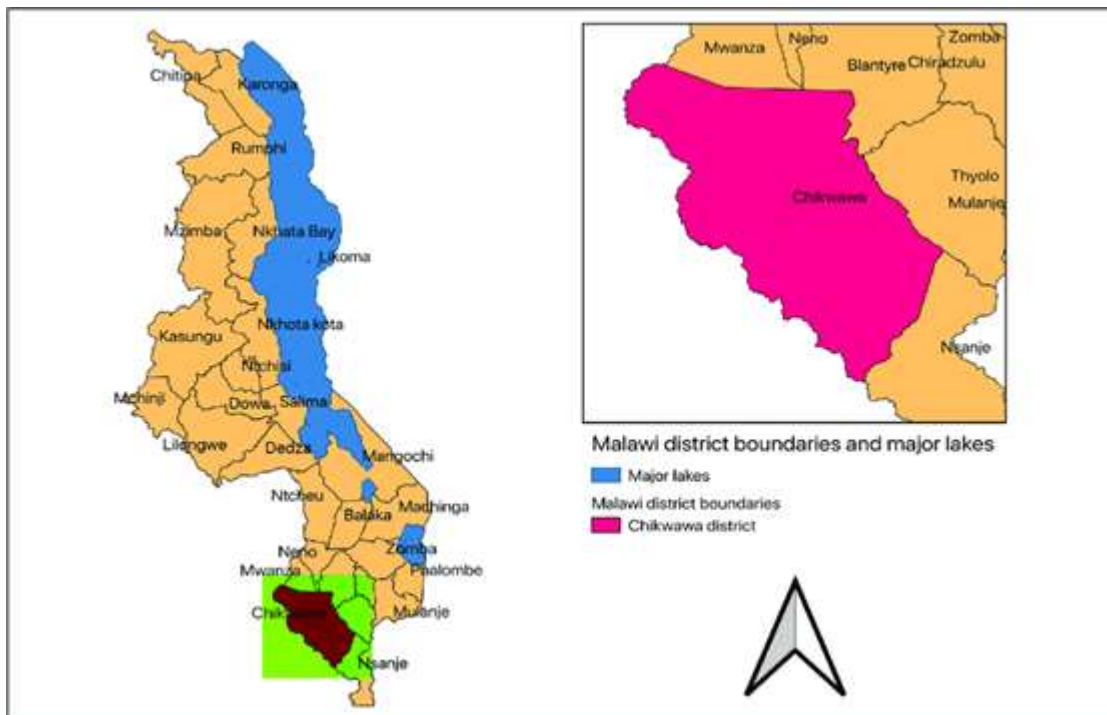 Chitipa
Karonga
Rumphi
Mzimba
Nkhata Bay
Likoma
Nkhota kota
Kasungu
Ntchisi
Mchinji
Dowa
Salima
Lilongwe
Dedza
Mangochi
Ntcheu
Machinga
Balaka
Neno
Zomba
Mwanza
Paalombe
Mulanje
Nsanje
Mwanza
Neno
Zomba
Blantyre
Chiradzulu
Thyolo
Chikwawa
Mulanje
Nsanje
Malawi district boundaries and major lakes
Major lakes
Malawi district boundaries
Chikwawa district